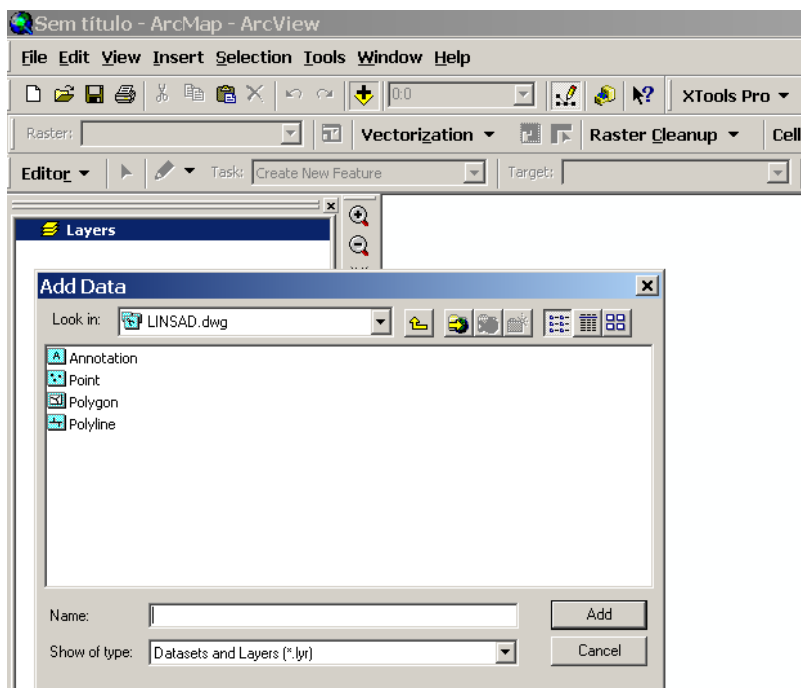 Sem título - ArcMap - ArcView
File Edit View Insert Selection Tools Window Help
0:0 XTools Pro
Raster: Vectorization Raster Cleanup Cell
Editor Task: Create New Feature Target:
Layers
Add Data
Look in: LINSAD.dwg
Annotation
Point
Polygon
Polyline
Name: Add
Show of type: Datasets and Layers (*.lyr) Cancel